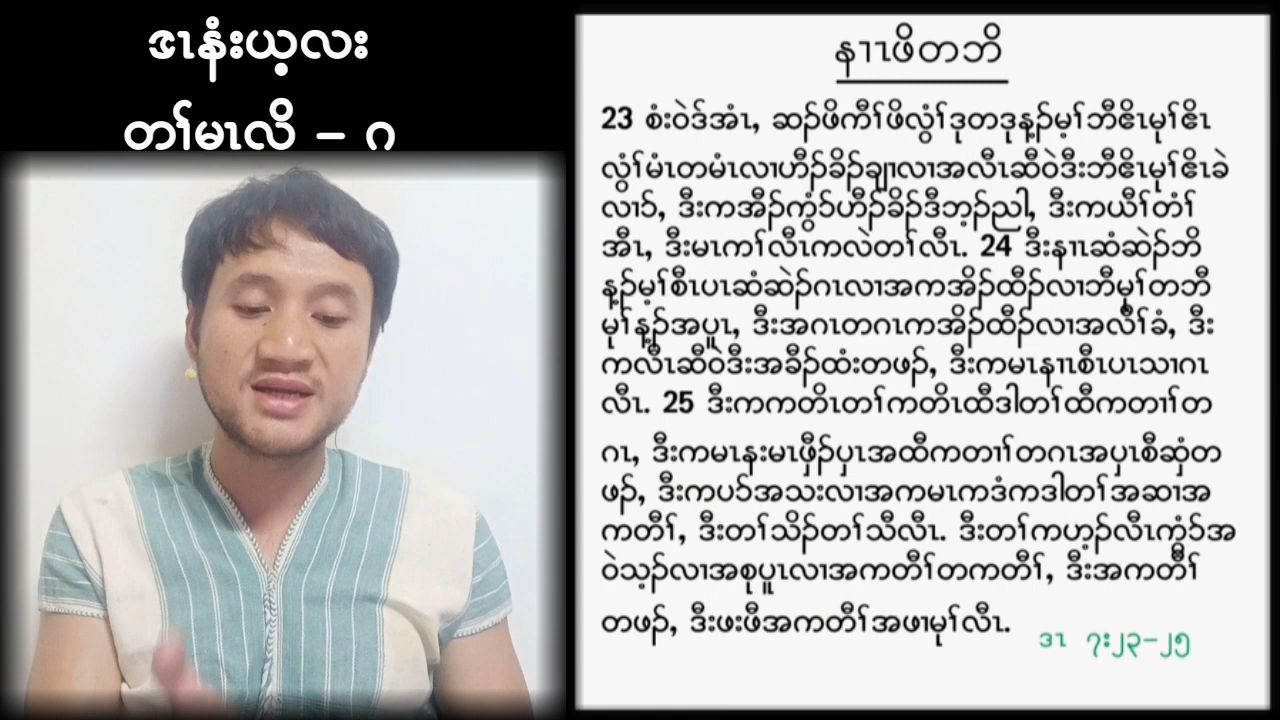 ဧၤနံးယ့လး
တၢ်မၤလိ – ဂ
နၢၤဖိတဘိ
23 စံးဝဲဒ်အံၤ, ဆၣ်ဖိကီၢ်ဖိလွံၢ်ဒုတဒုန့ၣ်မ့ၢ်ဘီဧိၤမုၢ်ဧိၤ
လွံၢ်မံၤတမံၤလၢဟီၣ်ခိၣ်ချၢလၢအလီၤဆီဝဲဒီးဘီဧိၤမုၢ်ဧိၤခဲ
လၢာ်, ဒီးကအီၣ်ကွံာ်ဟီၣ်ခိၣ်ဒီဘ့ၣ်ညါ, ဒီးကယီၢ်တံၢ်
အီၤ, ဒီးမၤကၢ်လီၤကလဲတၢ်လီၤ. 24 ဒီးနၢၤဆံဆဲၣ်ဘိ
န့ၣ်မ့ၢ်စီၤပၤဆံဆဲၣ်ဂၤလၢအကအိၣ်ထီၣ်လၢဘီမုၢ်တဘီ
မုၢ်န့ၣ်အပူၤ, ဒီးအဂၤတဂၤကအိၣ်ထီၣ်လၢအလီၢ်ခံ, ဒီး
ကလီၤဆီဝဲဒီးအခီၣ်ထံးတဖၣ်, ဒီးကမၤနၢၤစီၤပၤသၢဂၤ
လီၤ. 25 ဒီးကကတိၤတၢ်ကတိၤထီဒါတၢ်ထီကတၢၢ်တ
ဂၤ, ဒီးကမၤနးမၤဖှီၣ်ပှၤအထီကတၢၢ်တဂၤအပှၤစီဆှံတ
ဖၣ်, ဒီးကပာ်အသးလၢအကမၤကဒံကဒါတၢ်အဆၢအ
ကတီၢ်, ဒီးတၢ်သိၣ်တၢ်သီလီၤ. ဒီးတၢ်ကဟ့ၣ်လီၤကွံာ်အ
ဝဲသ့ၣ်လၢအစုပူၤလၢအကတီၢ်တကတီၢ်, ဒီးအကတီၢ်
တဖၣ်, ဒီးဖးဖီအကတီၢ်အဖၢမုၢ်လီၤ.
ဒၤ ၇း၂၃-၂၅